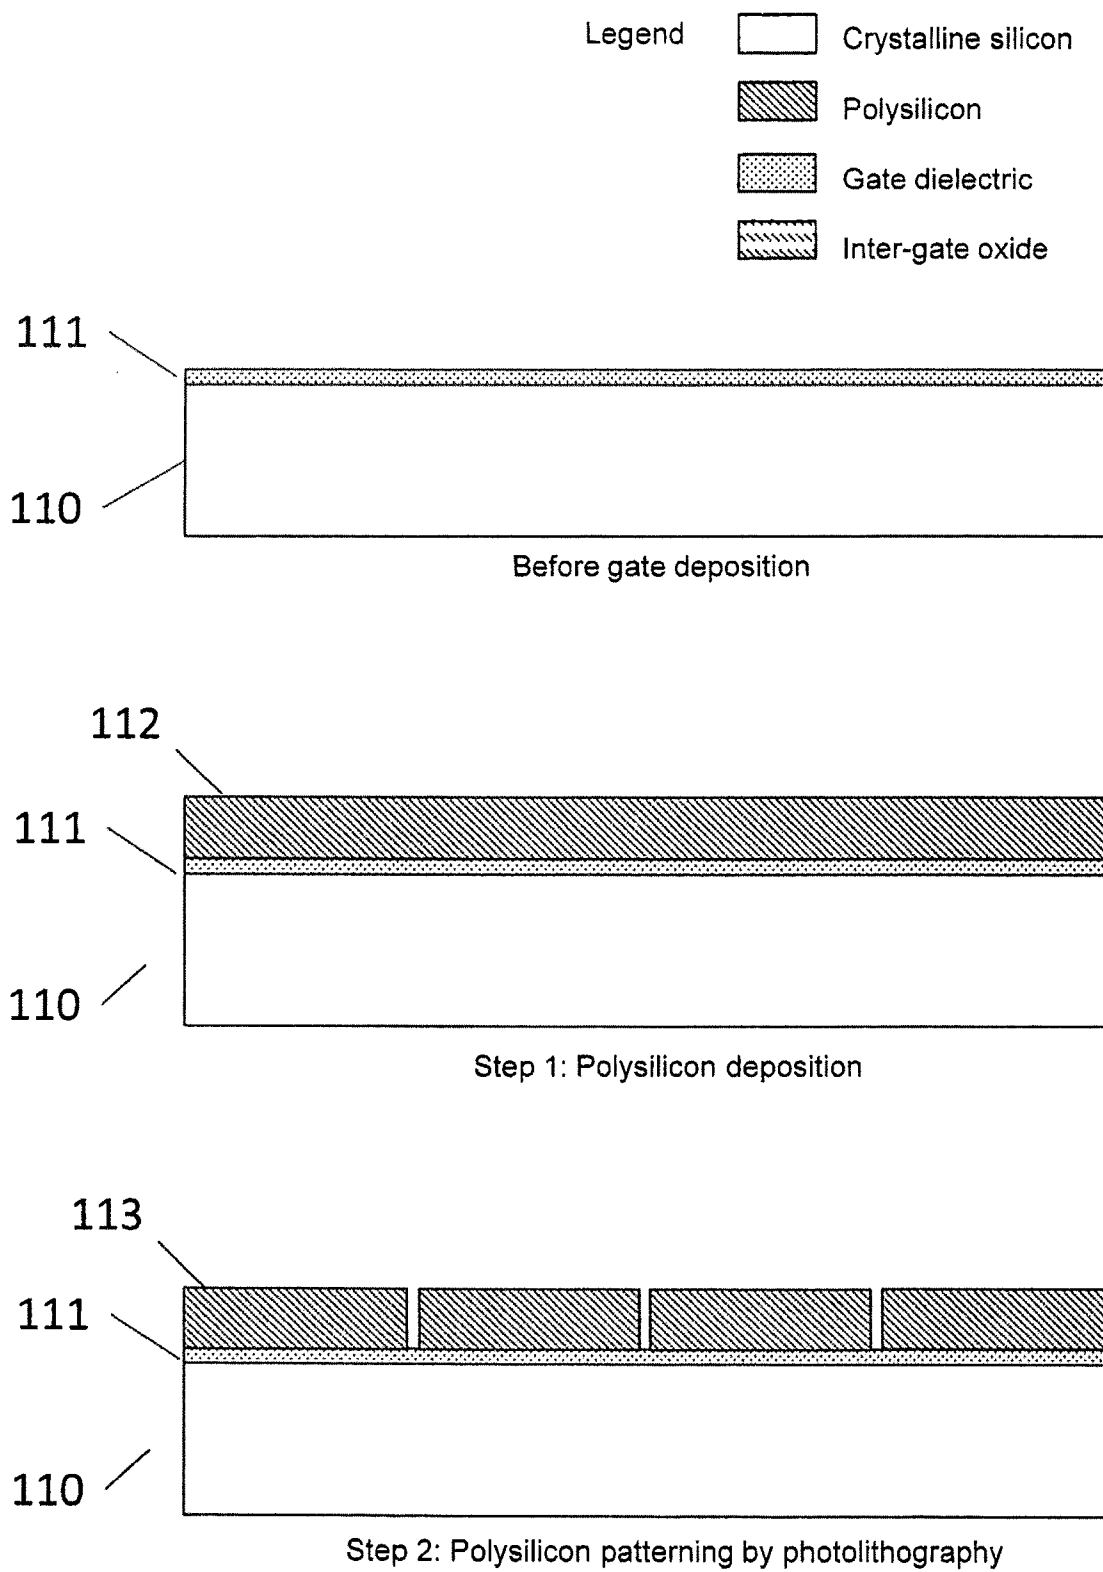 Legend
Crystalline silicon
Polysilicon
Gate dielectric
Inter-gate oxide
111
110
Before gate deposition
112
111
110
Step 1: Polysilicon deposition
113
111
110
Step 2: Polysilicon patterning by photolithography